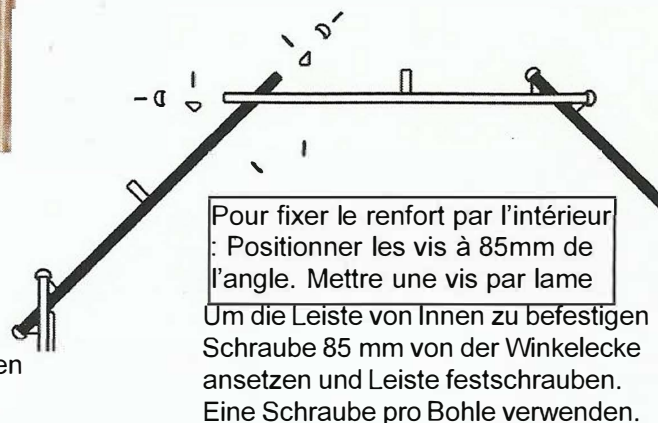 Pour fixer le renfort par l'intérieur
: Positionner les vis à 85mm de
l'angle. Mettre une vis par lame
Um die Leiste von Innen zu befestigen
Schraube 85 mm von der Winkelecke
ansetzen und Leiste festschrauben.
Eine Schraube pro Bohle verwenden.
en